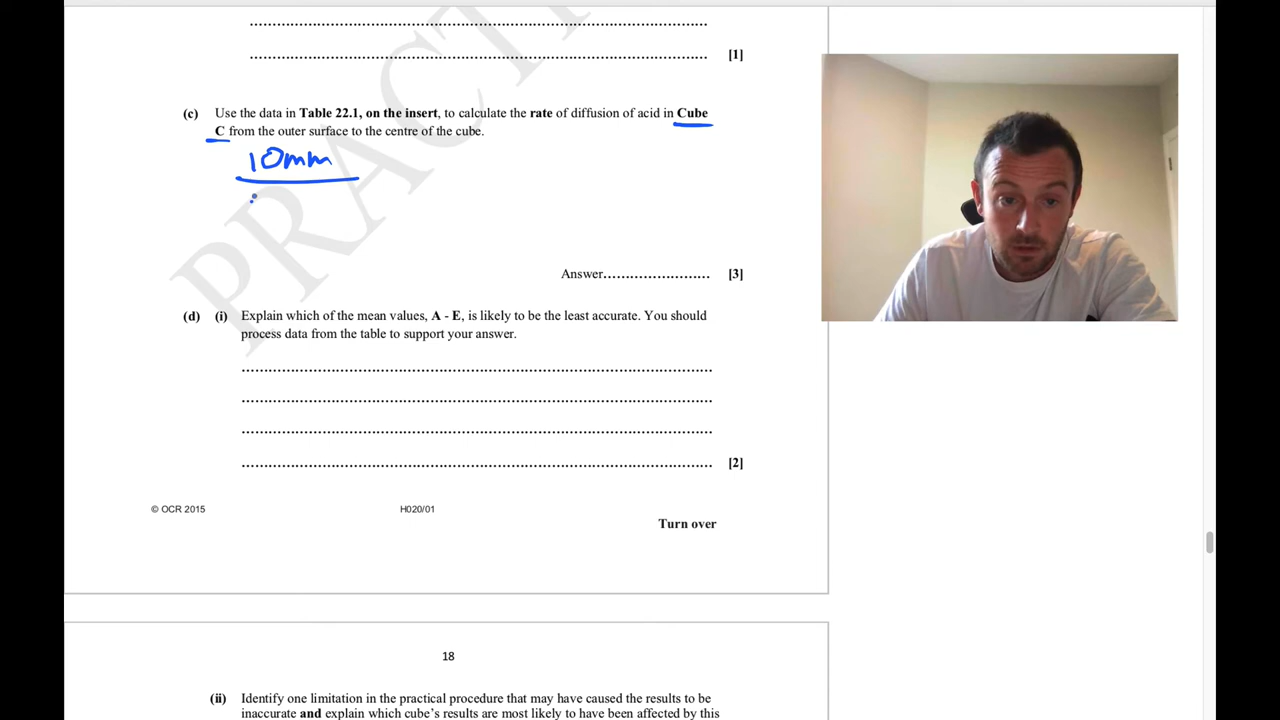 [1]
(c) Use the data in Table 22.1, on the insert, to calculate the rate of diffusion of acid in Cube
C from the outer surface to the centre of the cube.
10mm
Answer....................... [3]
(d) (i) Explain which of the mean values, A - E, is likely to be the least accurate. You should
process data from the table to support your answer.
[2]
© OCR 2015 H020/01
Turn over
18
(ii) Identify one limitation in the practical procedure that may have caused the results to be
inaccurate and explain which cube's results are most likely to have been affected by this
PRACTI